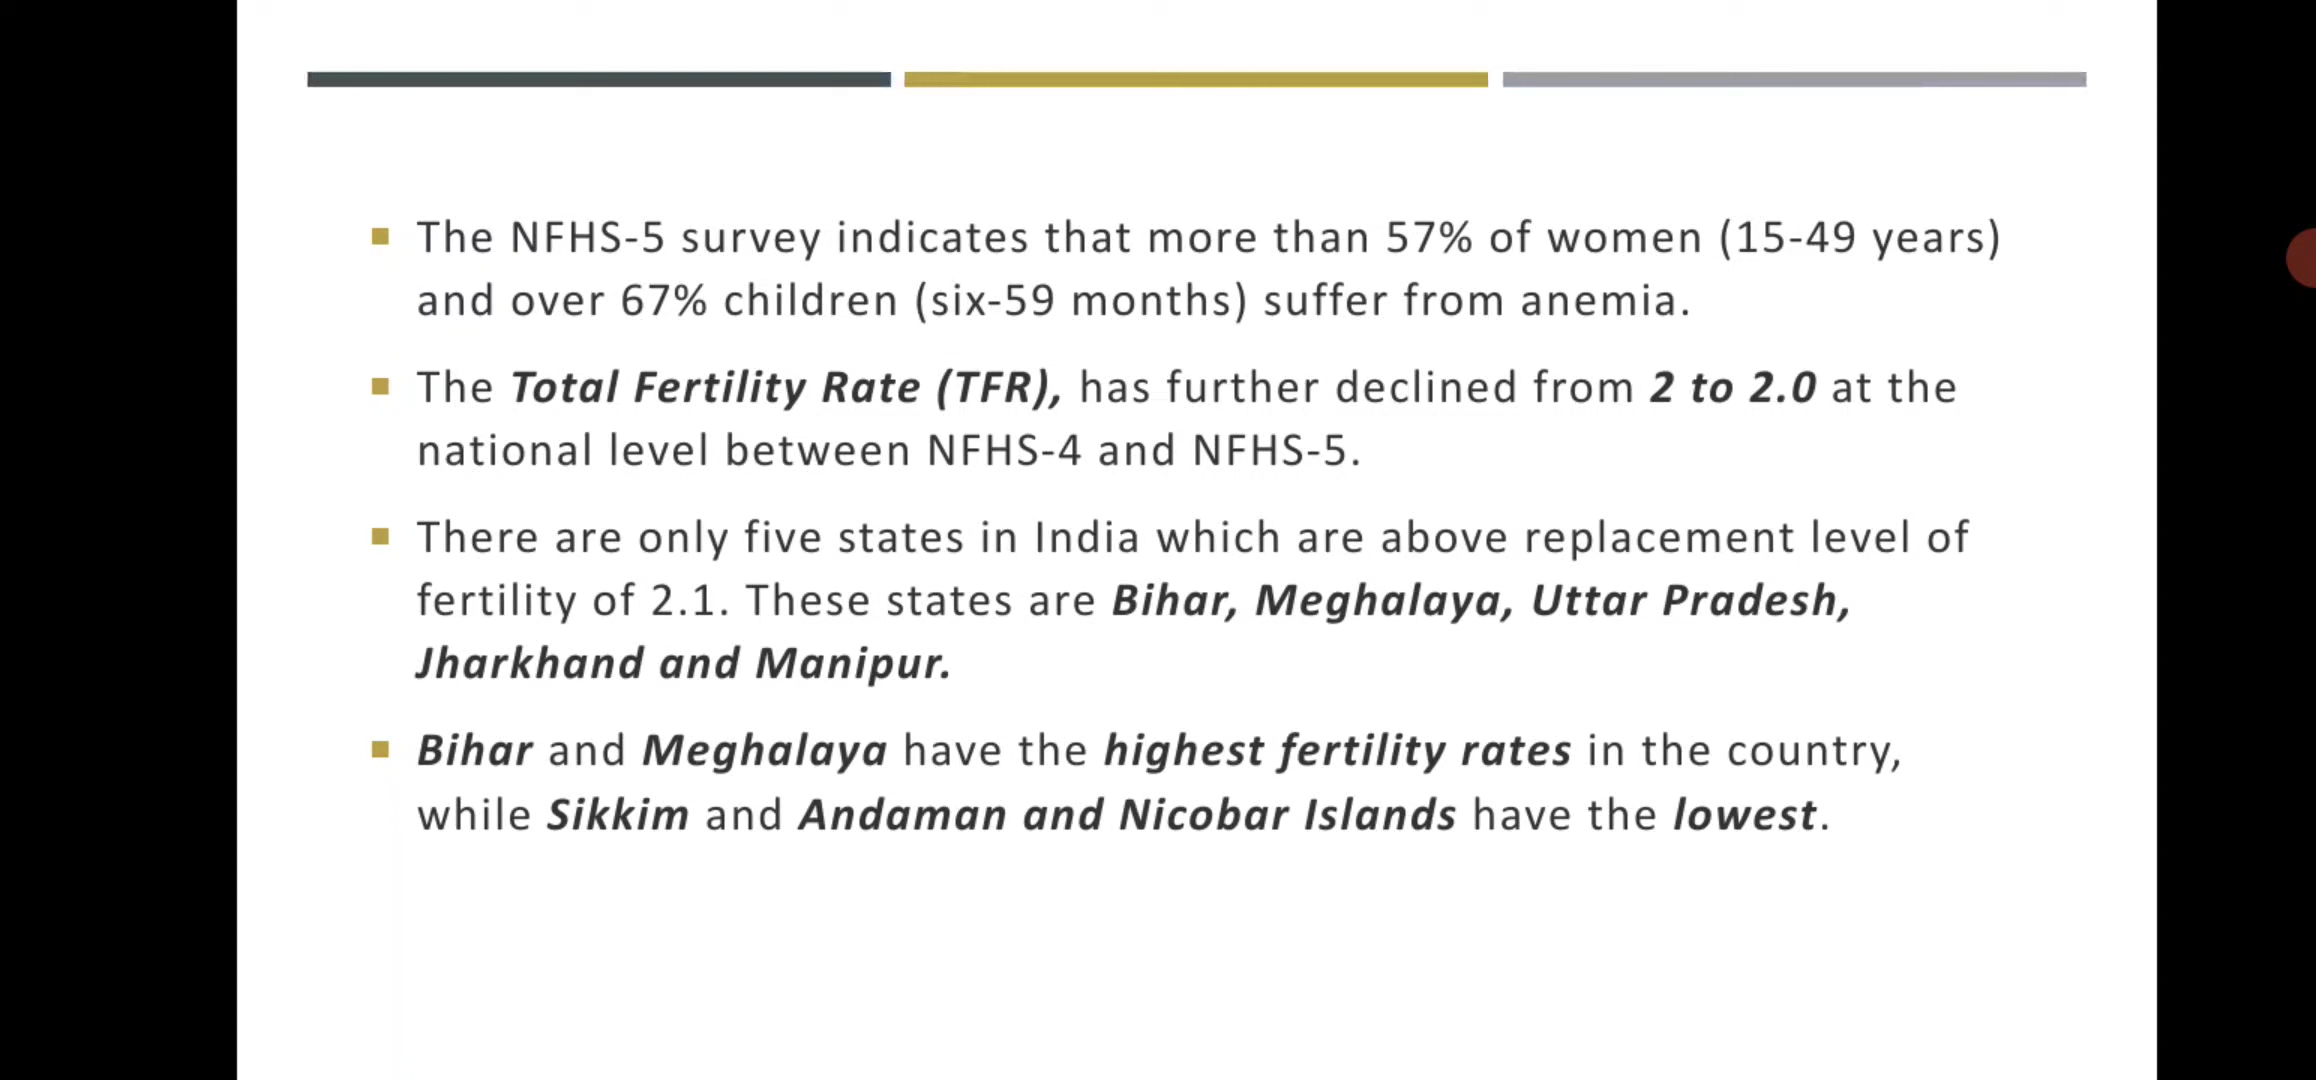 The NFHS-5 survey indicates that more than 57% of women (15-49 years)
and over 67% children (six-59 months) suffer from anemia.
The Total Fertility Rate (TFR), has further declined from 2 to 2.0 at the
national level between NFHS-4 and NFHS-5.
There are only five states in India which are above replacement level of
fertility of 2.1. These states are Bihar, Meghalaya, Uttar Pradesh,
Jharkhand and Manipur.
Bihar and Meghalaya have the highest fertility rates in the country,
while Sikkim and Andaman and Nicobar Islands have the lowest.